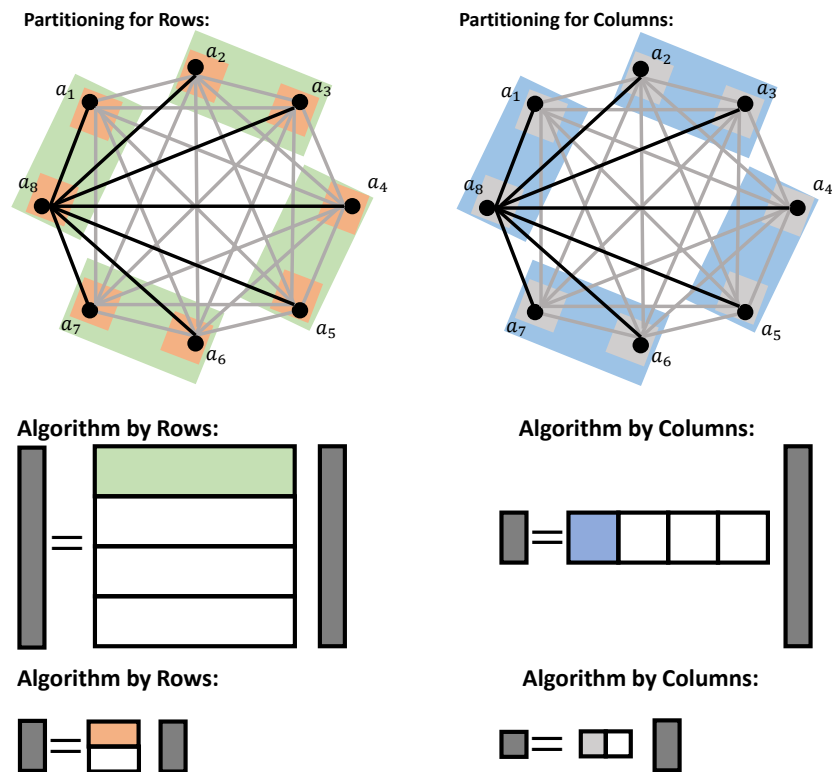 Partitioning for Rows:
Partitioning for Columns:
a₂
a₁
a₃
a₈
a₄
a₇
a₅
a₆
a₂
a₁
a₃
a₈
a₄
a₇
a₅
a₆
Algorithm by Rows:
Algorithm by Columns:
=
=
Algorithm by Rows:
Algorithm by Columns:
=
=